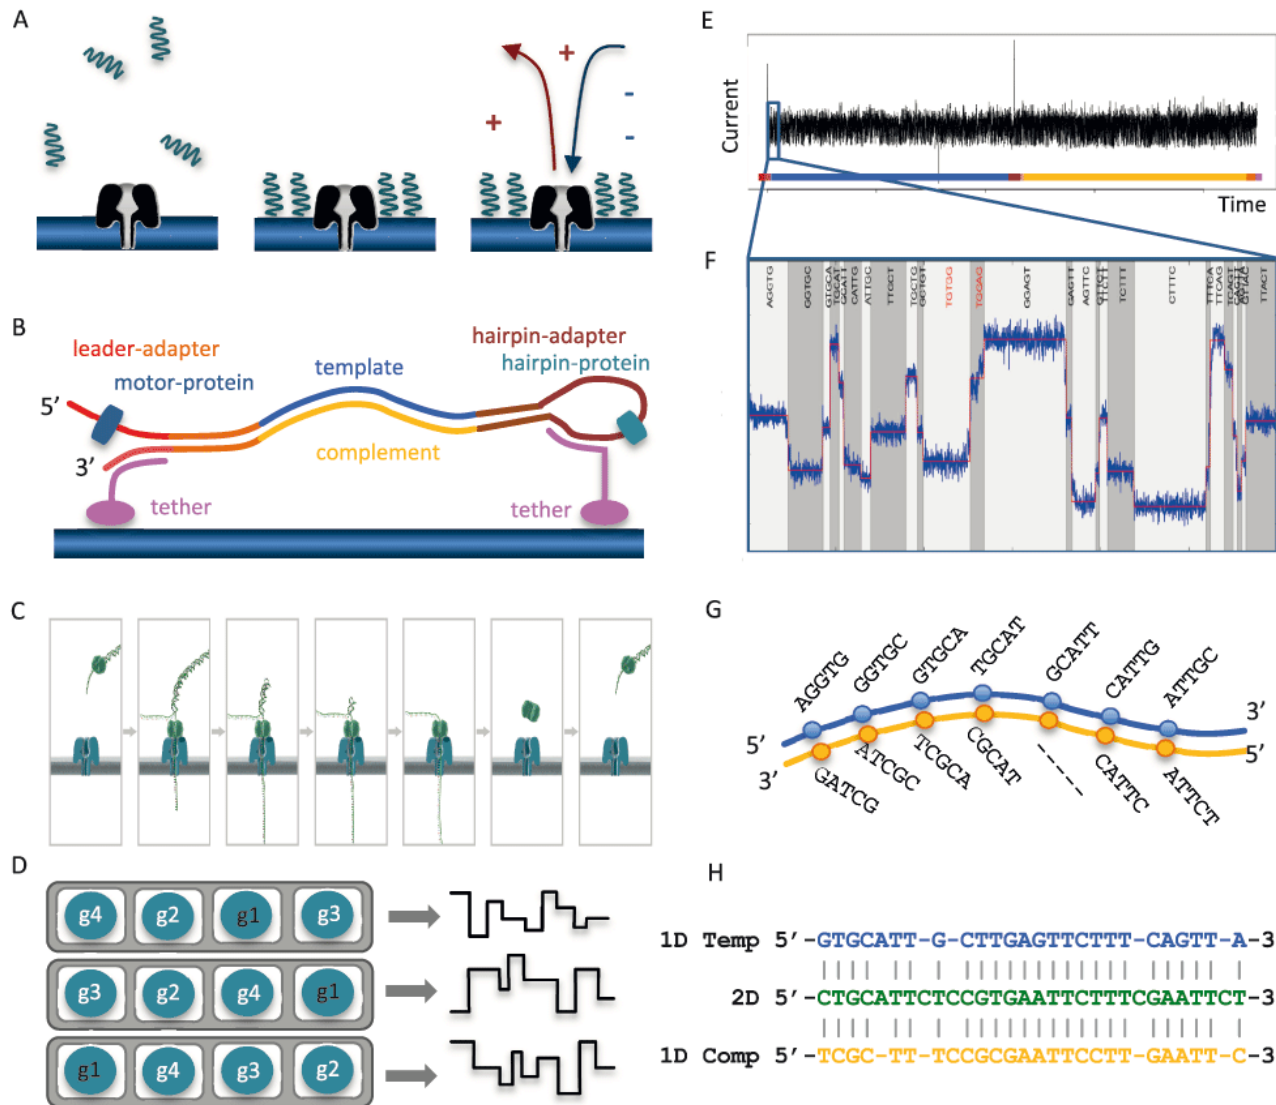 A
+
+
-
-
B
leader-adapter
motor-protein
template
hairpin-adapter
hairpin-protein
5’
3’
complement
tether
tether
C
D
g4 g2 g1 g3
g3 g2 g4 g1
g1 g4 g3 g2
E
Current
Time
F
AGGTG
GGTGC
GTGCA
TGCAT
GCATT
CATTG
ATTGC
TTGCT
TGCTG
GCTGT
TGTGG
GGAGT
GAGTT
AGTTC
TCTTT
CTTTC
TTTCA
TTCAG
TCAGT
TTACT
G
AGGTG
GGTGC
GTGCA
TGCAT
GCATT
CATTG
ATTGC
3’
5’
5’
3’
GATCG
ATCGC
TCGCA
CGCAT
-----
CATTC
ATTCT
H
1D Temp 5’-GTGCATT-G-CTTGAGTTCTTT-CAGTT-A-3
2D 5’-CTGCATTCTCCGTGAATTCTTTCGAATTCT-3
1D Comp 5’-TCGC-TT-TCCGCGAATTCCTT-GAATT-C-3